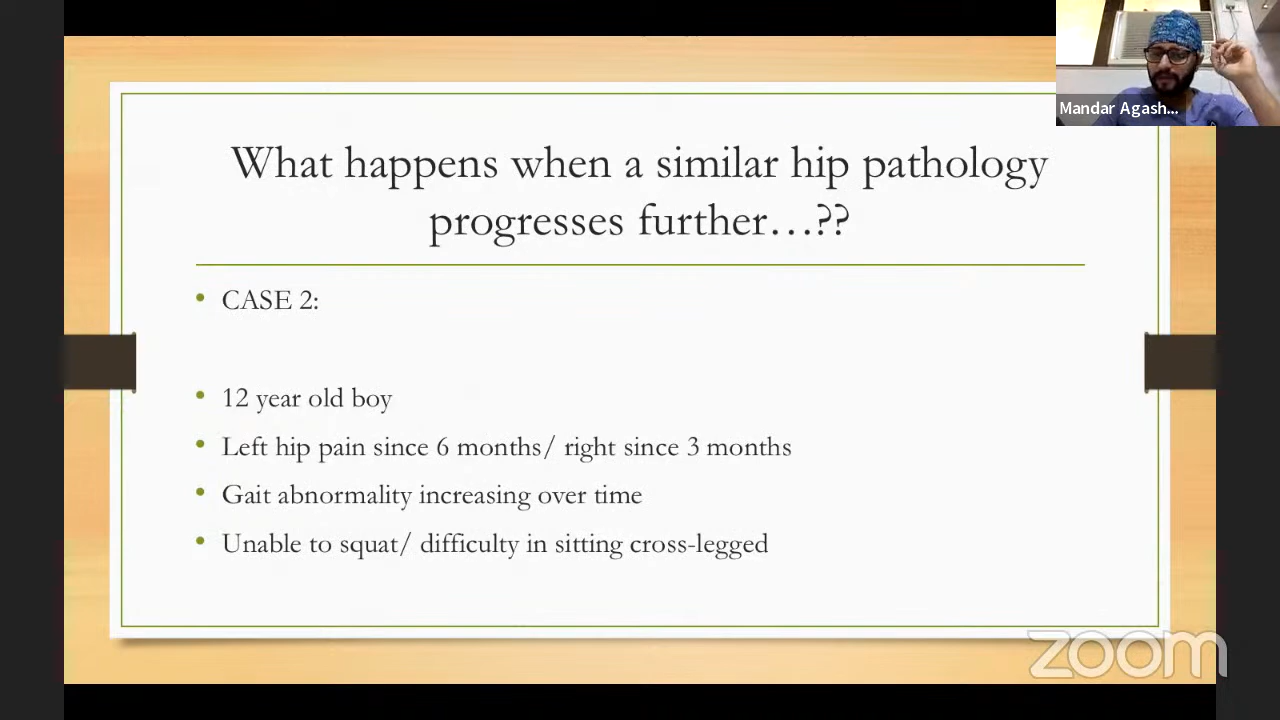 Mandar Agash...
What happens when a similar hip pathology
progresses further…??
• CASE 2:
• 12 year old boy
• Left hip pain since 6 months/ right since 3 months
• Gait abnormality increasing over time
• Unable to squat/ difficulty in sitting cross-legged
zoom